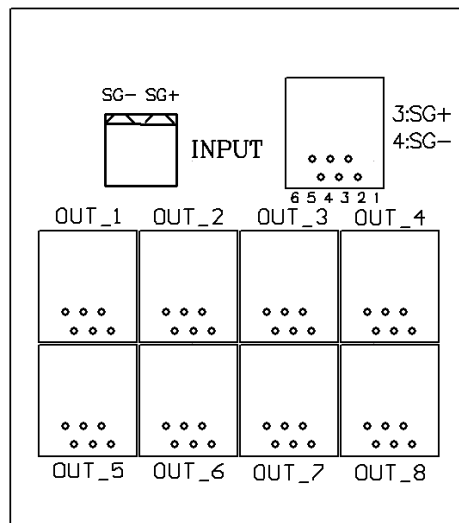 SG- SG+
INPUT
3:SG+
4:SG-
6 5 4 3 2 1
OUT_1 OUT_2 OUT_3 OUT_4
OUT_5 OUT_6 OUT_7 OUT_8